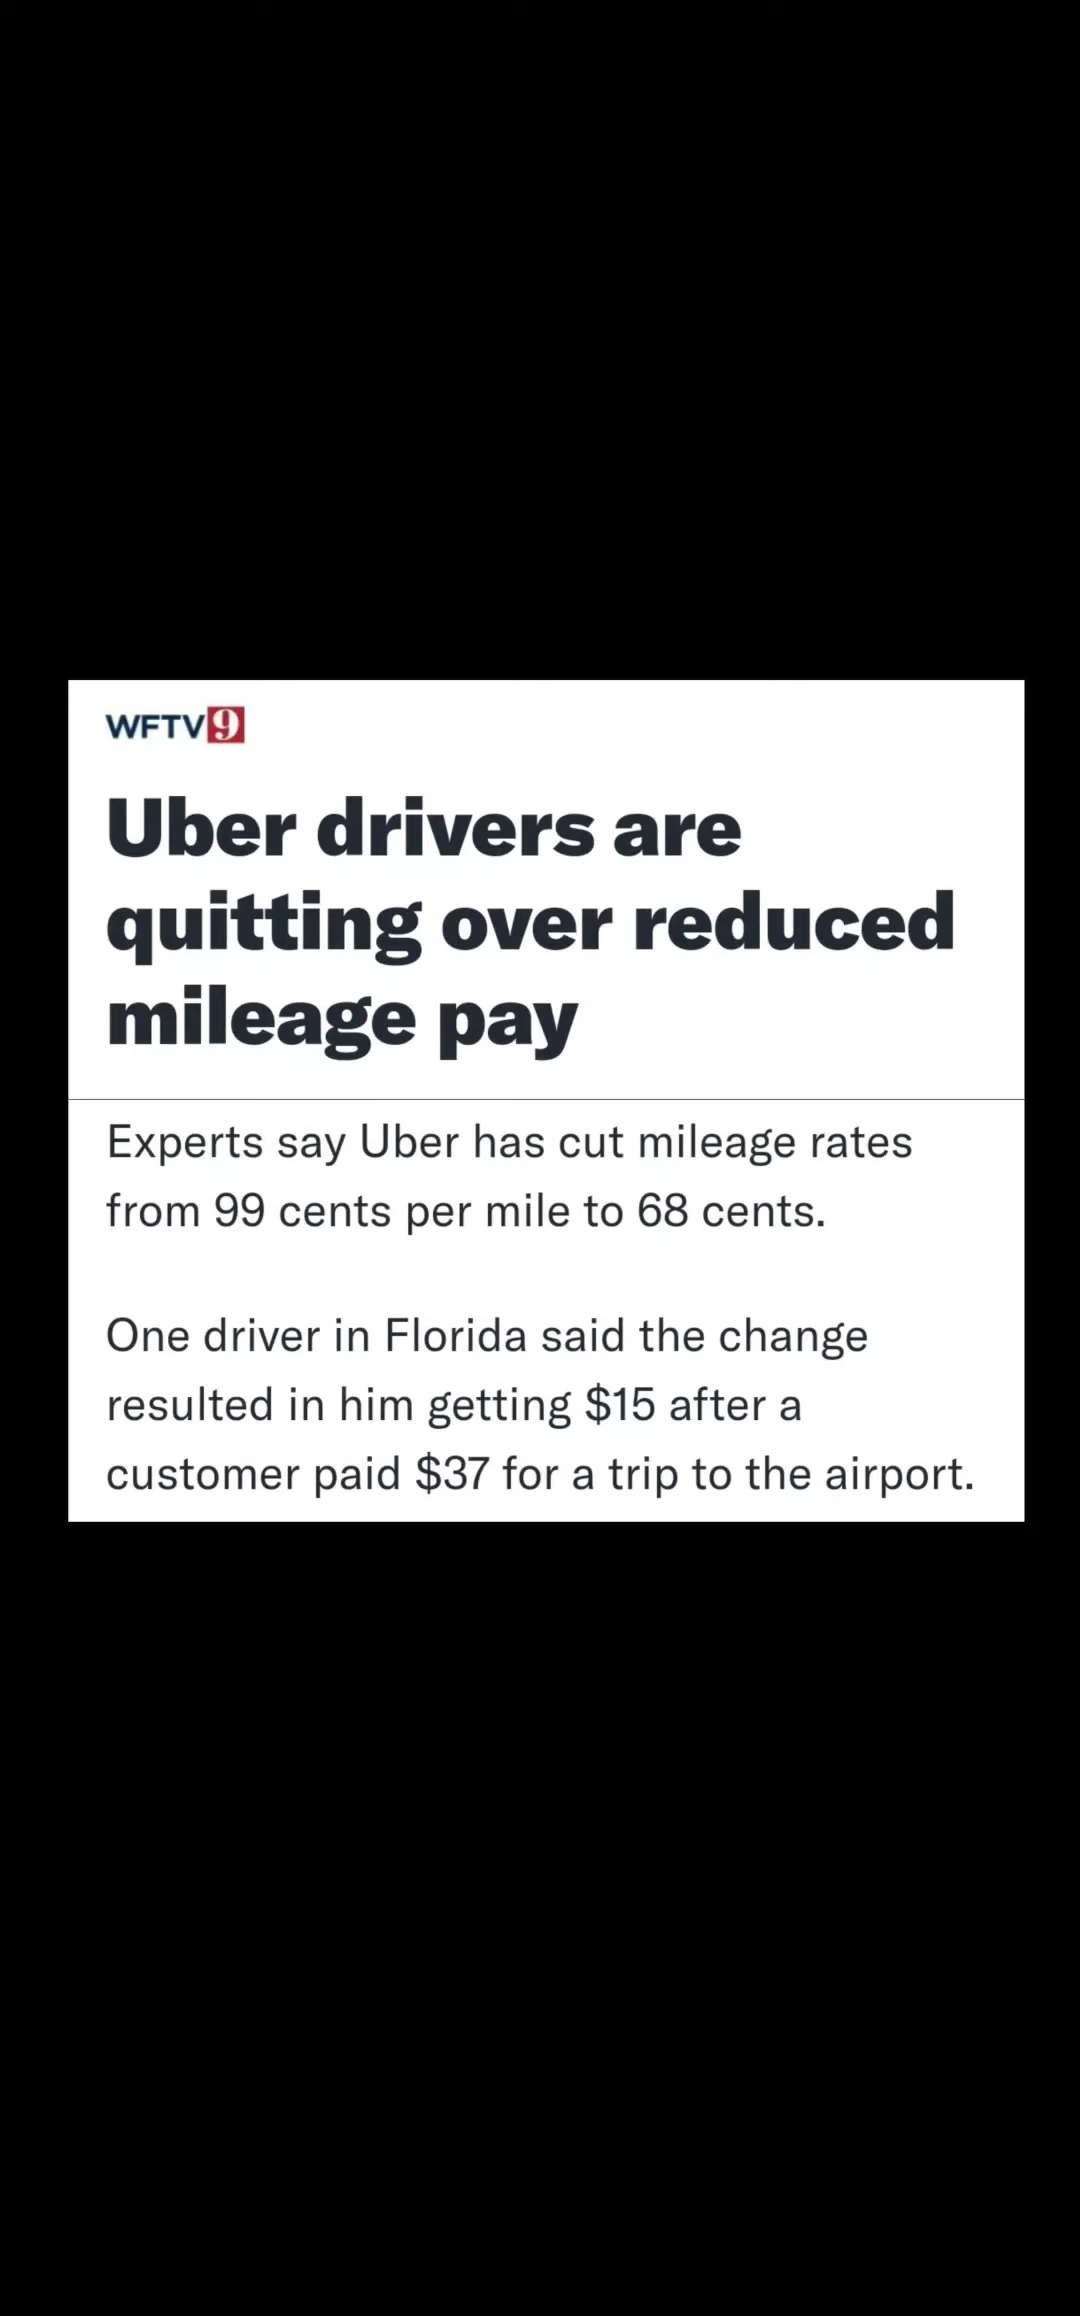 WFTV 9
Uber drivers are
quitting over reduced
mileage pay
Experts say Uber has cut mileage rates
from 99 cents per mile to 68 cents.
One driver in Florida said the change
resulted in him getting $15 after a
customer paid $37 for a trip to the airport.